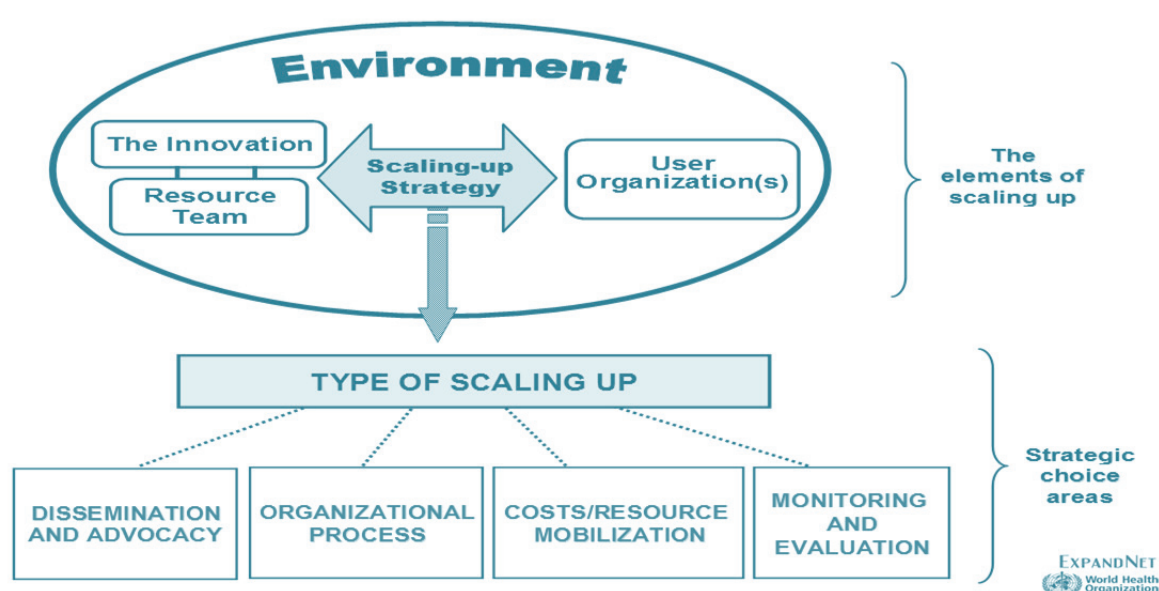 Environment
The Innovation
Resource
Team
Scaling-up
Strategy
User
Organization(s)
The
elements of
scaling up
TYPE OF SCALING UP
DISSEMINATION
AND ADVOCACY
ORGANIZATIONAL
PROCESS
COSTS/RESOURCE
MOBILIZATION
MONITORING
AND
EVALUATION
Strategic
choice
areas
EXPANDNET
World Health
Organization